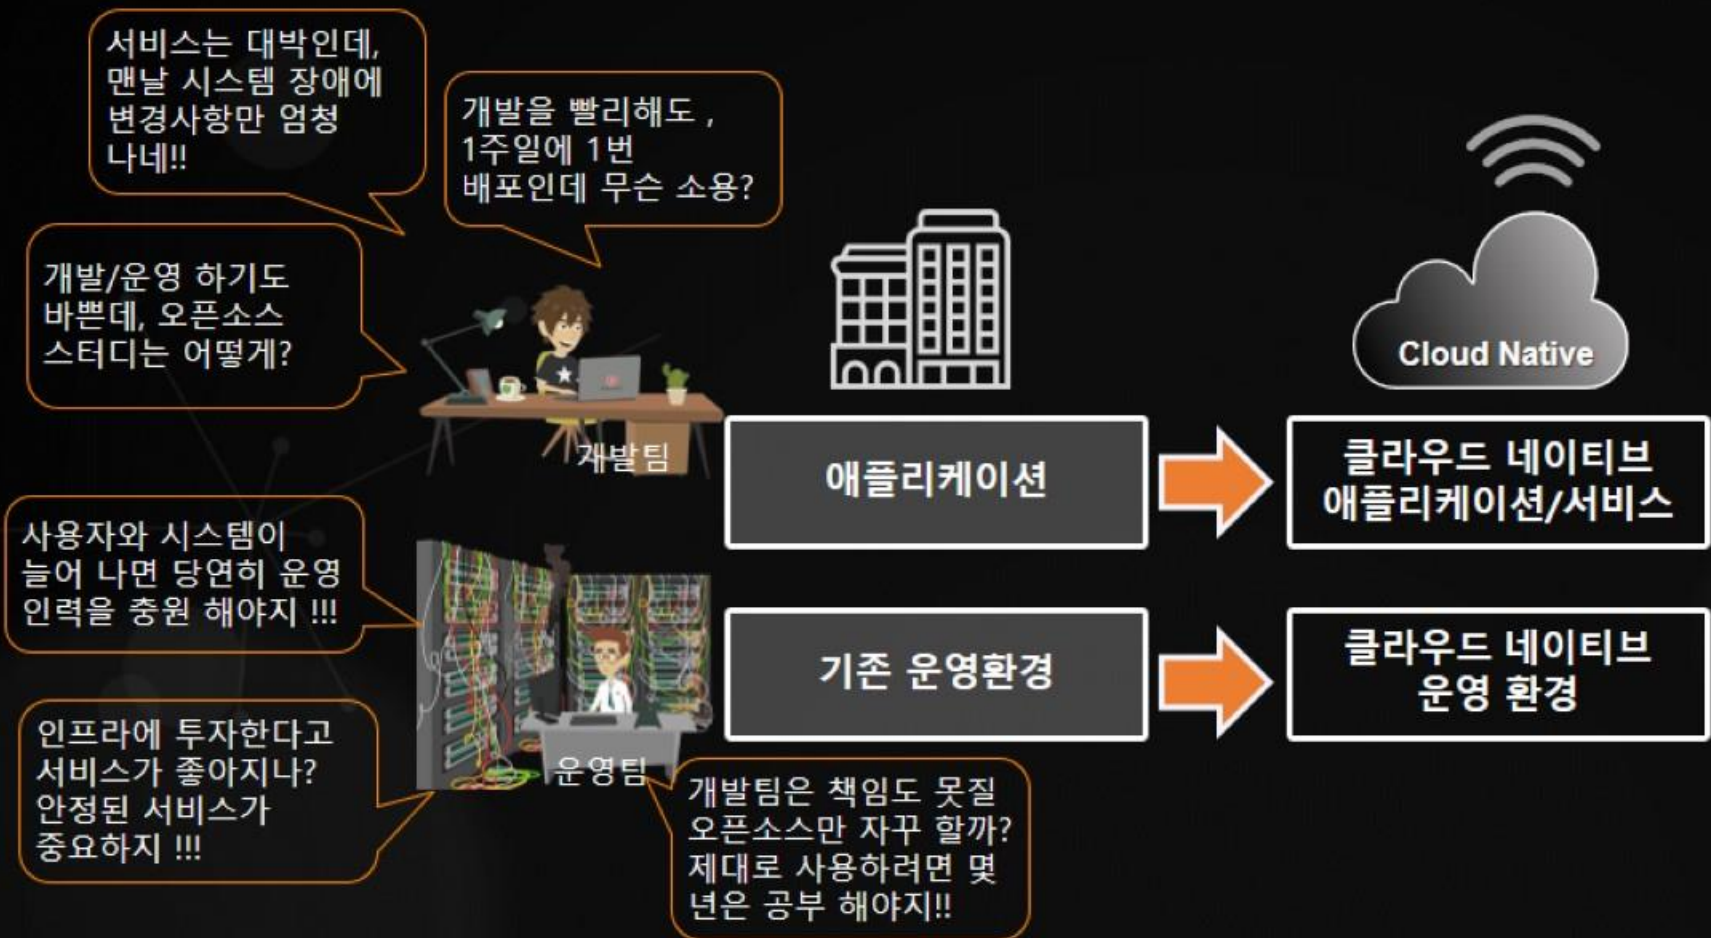 서비스는 대박인데,
맨날 시스템 장애에
변경사항만 엄청
나네!!
개발을 빨리해도 ,
1주일에 1번
배포인데 무슨 소용?
개발/운영 하기도
바쁜데, 오픈소스
스터디는 어떻게?
개발팀
Cloud Native
애플리케이션
클라우드 네이티브
애플리케이션/서비스
사용자와 시스템이
늘어 나면 당연히 운영
인력을 충원 해야지 !!!
기존 운영환경
클라우드 네이티브
운영 환경
인프라에 투자한다고
서비스가 좋아지나?
안정된 서비스가
중요하지 !!!
운영팀
개발팀은 책임도 못질
오픈소스만 자꾸 할까?
제대로 사용하려면 몇
년은 공부 해야지!!